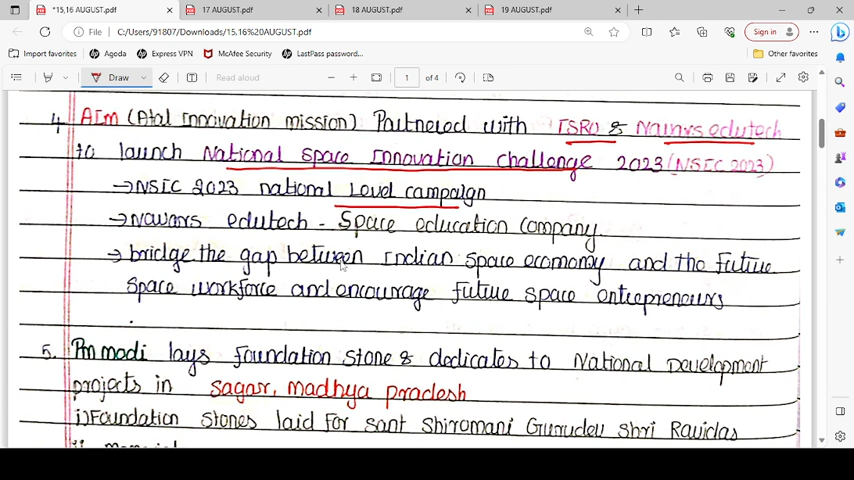 *15,16 AUGUST.pdf
17 AUGUST.pdf
18 AUGUST.pdf
19 AUGUST.pdf
Sign in
File
C:/Users/91807/Downloads/15,16%20AUGUST.pdf
Import favorites
Agoda
Express VPN
McAfee Security
LastPass password...
Other favorites
Draw
Read aloud
1 of 4
4 AIm (Atal Innovation mission) Partnered with ISRO & Navars edutech
to launch National Space Innovation Challenge 2023 (NSIC 2023)
→NSIC 2023 national Level campaign
→navars edutech - Space education Company.
→ bridge the gap between Indian space economy and the future
space workforce and encourage future space entrepreneurs
5. Pm modi lays foundation stone & dedicates to National Development
projects in sagar, madhya pradesh
i)Foundation stones laid for sant Shiromani Gurudev Shri Ravidas